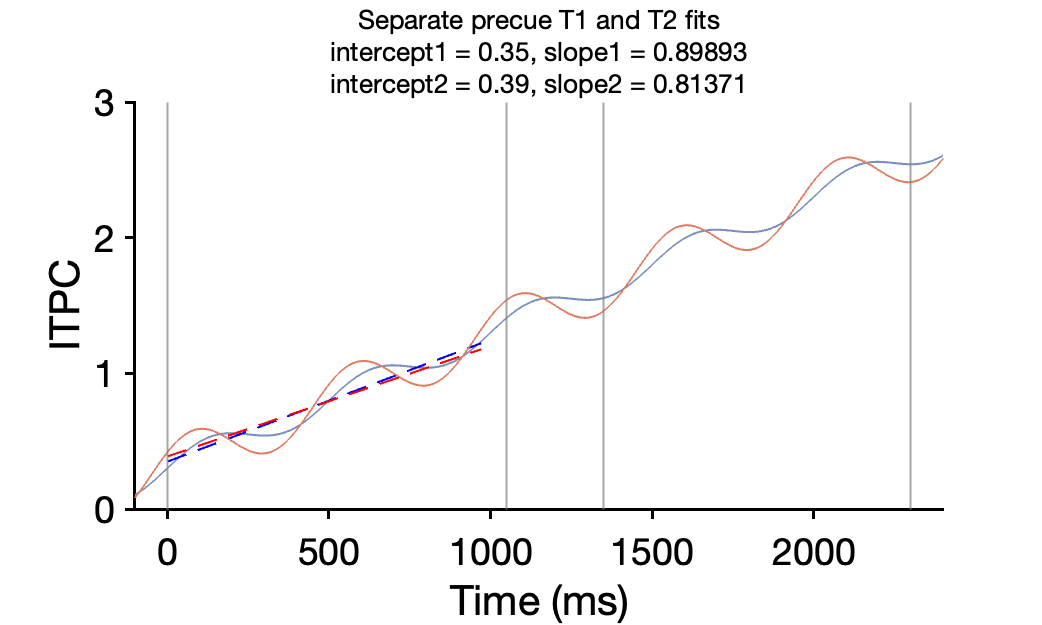 Separate precue T1 and T2 fits
intercept1 = 0.35, slope1 = 0.89893
intercept2 = 0.39, slope2 = 0.81371
3
2
1
0
ITPC
0 500 1000 1500 2000
Time (ms)